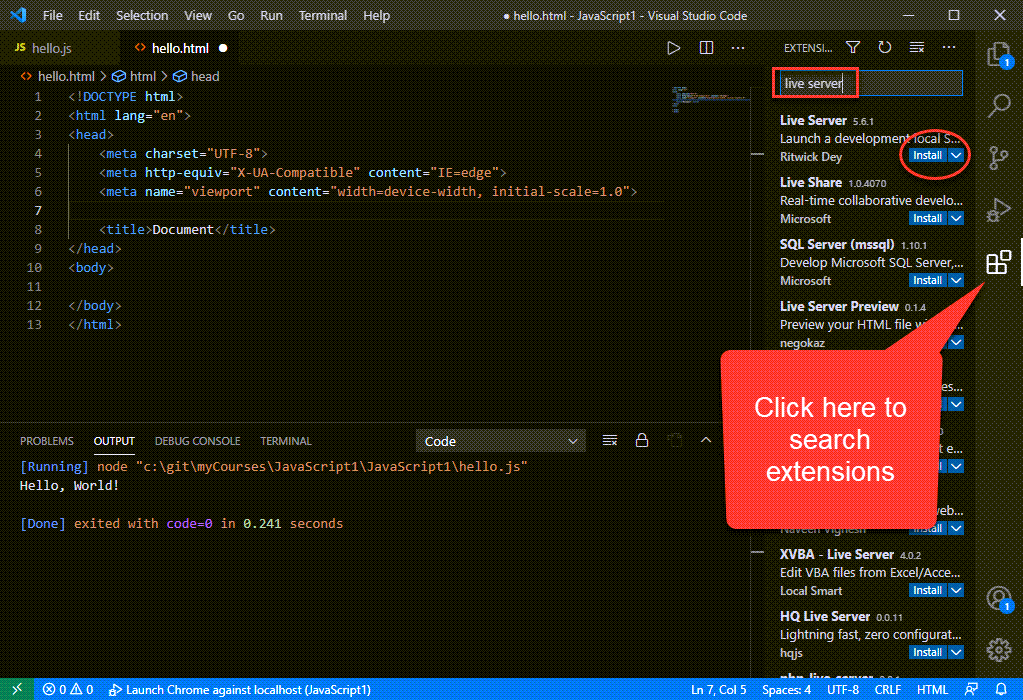 File Edit Selection View Go Run Terminal Help
● hello.html - JavaScript1 - Visual Studio Code
JS hello.js
<> hello.html ●
<> hello.html > html > head
1 <!DOCTYPE html>
2 <html lang="en">
3 <head>
4 <meta charset="UTF-8">
5 <meta http-equiv="X-UA-Compatible" content="IE=edge">
6 <meta name="viewport" content="width=device-width, initial-scale=1.0">
7
8 <title>Document</title>
9 </head>
10 <body>
11
12 </body>
13 </html>
PROBLEMS OUTPUT DEBUG CONSOLE TERMINAL
Code
[Running] node "c:\git\myCourses\JavaScript1\JavaScript1\hello.js"
Hello, World!
[Done] exited with code=0 in 0.241 seconds
EXTENSI...
live server
Live Server 5.6.1
Launch a development local S...
Ritwick Dey
Install
Live Share 1.0.4070
Real-time collaborative develo...
Microsoft
Install
SQL Server (mssql) 1.10.1
Develop Microsoft SQL Server,...
Microsoft
Install
Live Server Preview 0.1.4
Preview your HTML file
negokaz
Click here to
search
extensions
Naveen Vignesh
Install
XVBA - Live Server 4.0.2
Edit VBA files from Excel/Acce...
Local Smart
Install
HQ Live Server 0.0.11
Lightning fast, zero configurat...
hqjs
Install
1
1
0 0
Launch Chrome against localhost (JavaScript1)
Ln 7, Col 5
Spaces: 4
UTF-8
CRLF
HTML